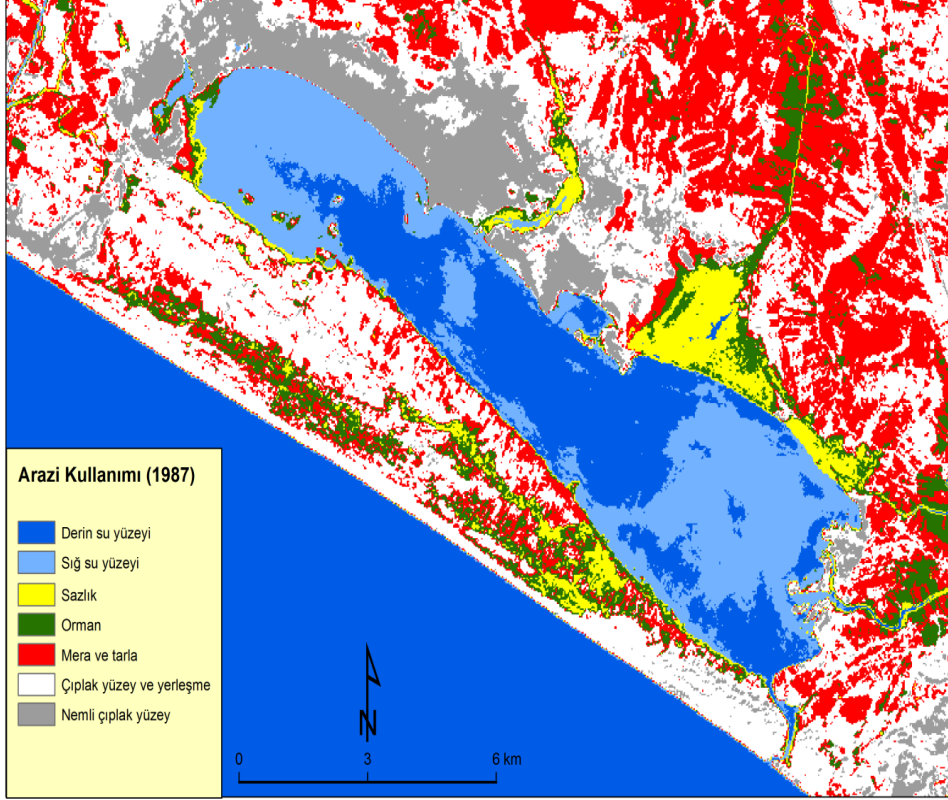 Arazi Kullanımı (1987)
Derin su yüzeyi
Sığ su yüzeyi
Sazlık
Orman
Mera ve tarla
Çıplak yüzey ve yerleşme
Nemli çıplak yüzey
N
0 3 6 km